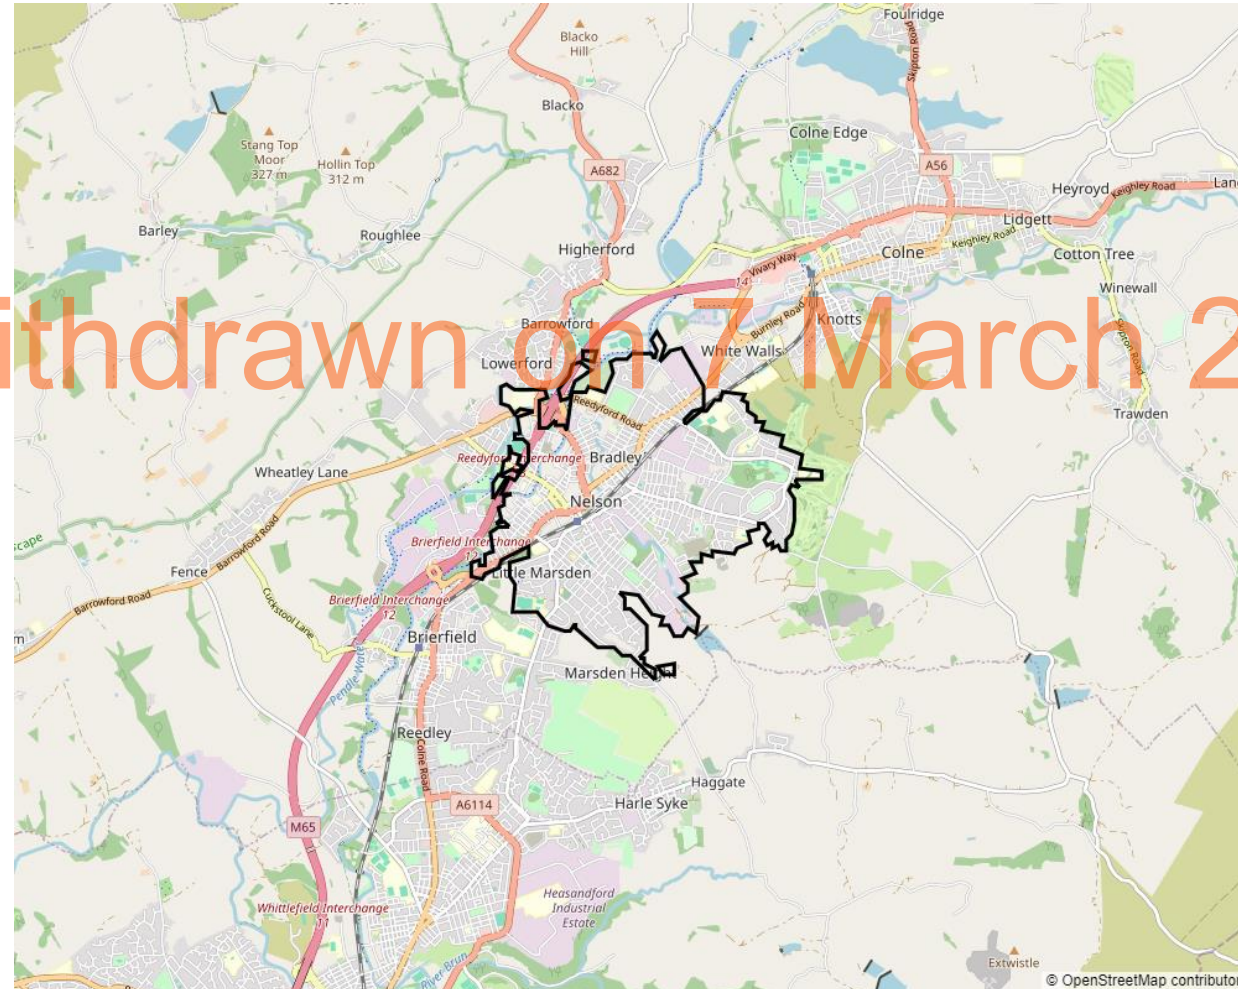 Foulridge
Blacko
Hill
Skipton Road
Blacko
Colne Edge
Stang Top
Moor
327 m
Hollin Top
312 m
A682
A56
Heyroyd
Keighley Road
Lidgett
Barley
Roughlee
Higherford
Colne
Keighley Road
Cotton Tree
Vivary Way
14
Winewall
Withdrawn on 7 March 2
Barrowford
Burnley Road
Knotts
Lowerford
White Walls
Skipton Road
Reedyford Road
Trawden
Reedyford Interchange
Bradley
Wheatley Lane
Nelson
Barrowford Road
Brierfield Interchange
Fence
Little Marsden
Barrowford Road
Cuckstool Lane
Brierfield Interchange
12
Brierfield
Pendle Water
Marsden Height
Reedley
Colne Road
Haggate
A6114
Harle Syke
M65
Heasandford
Industrial
Estate
Whittlefield Interchange
11
River Brun
Extwistle
© OpenStreetMap contributor